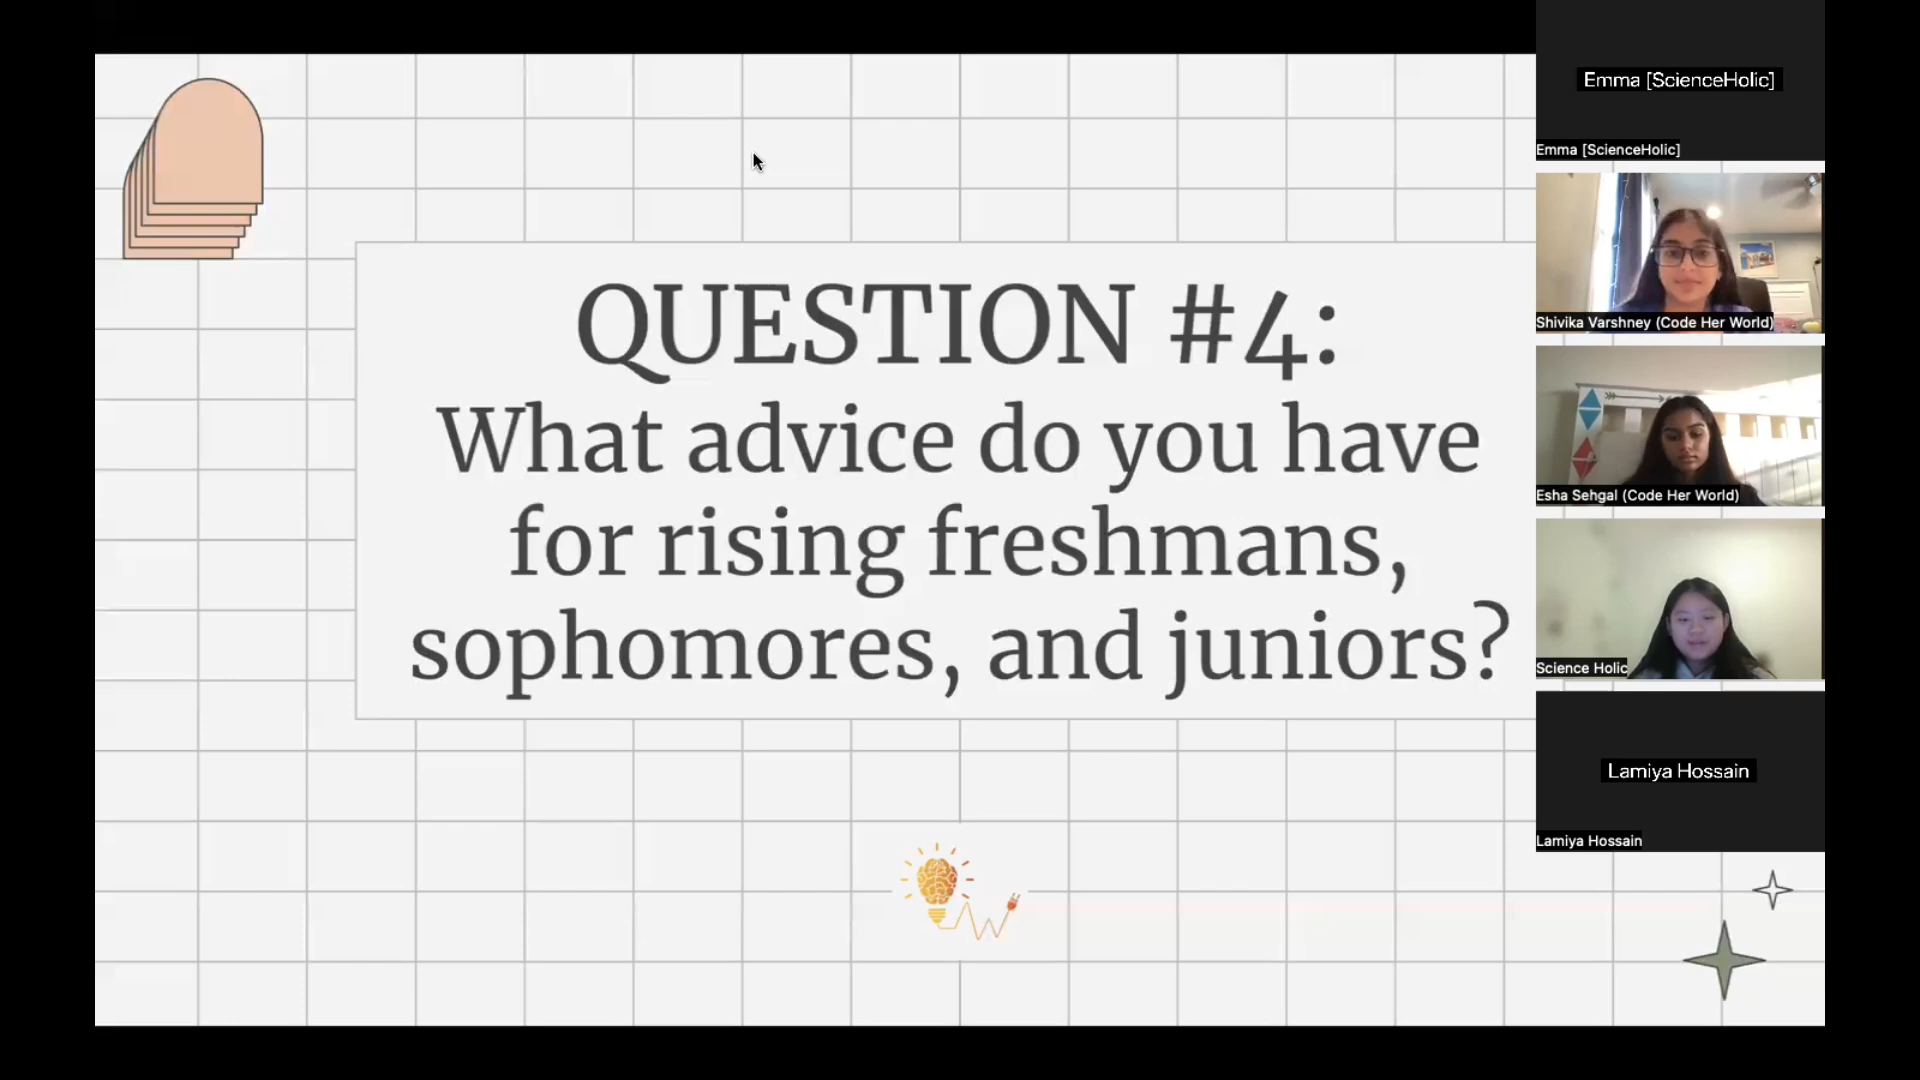 QUESTION #4:
What advice do you have
for rising freshmans,
sophomores, and juniors?
Emma [ScienceHolic]
Emma [ScienceHolic]
Shivika Varshney (Code Her World)
Esha Sehgal (Code Her World)
Science Holic
Lamiya Hossain
Lamiya Hossain